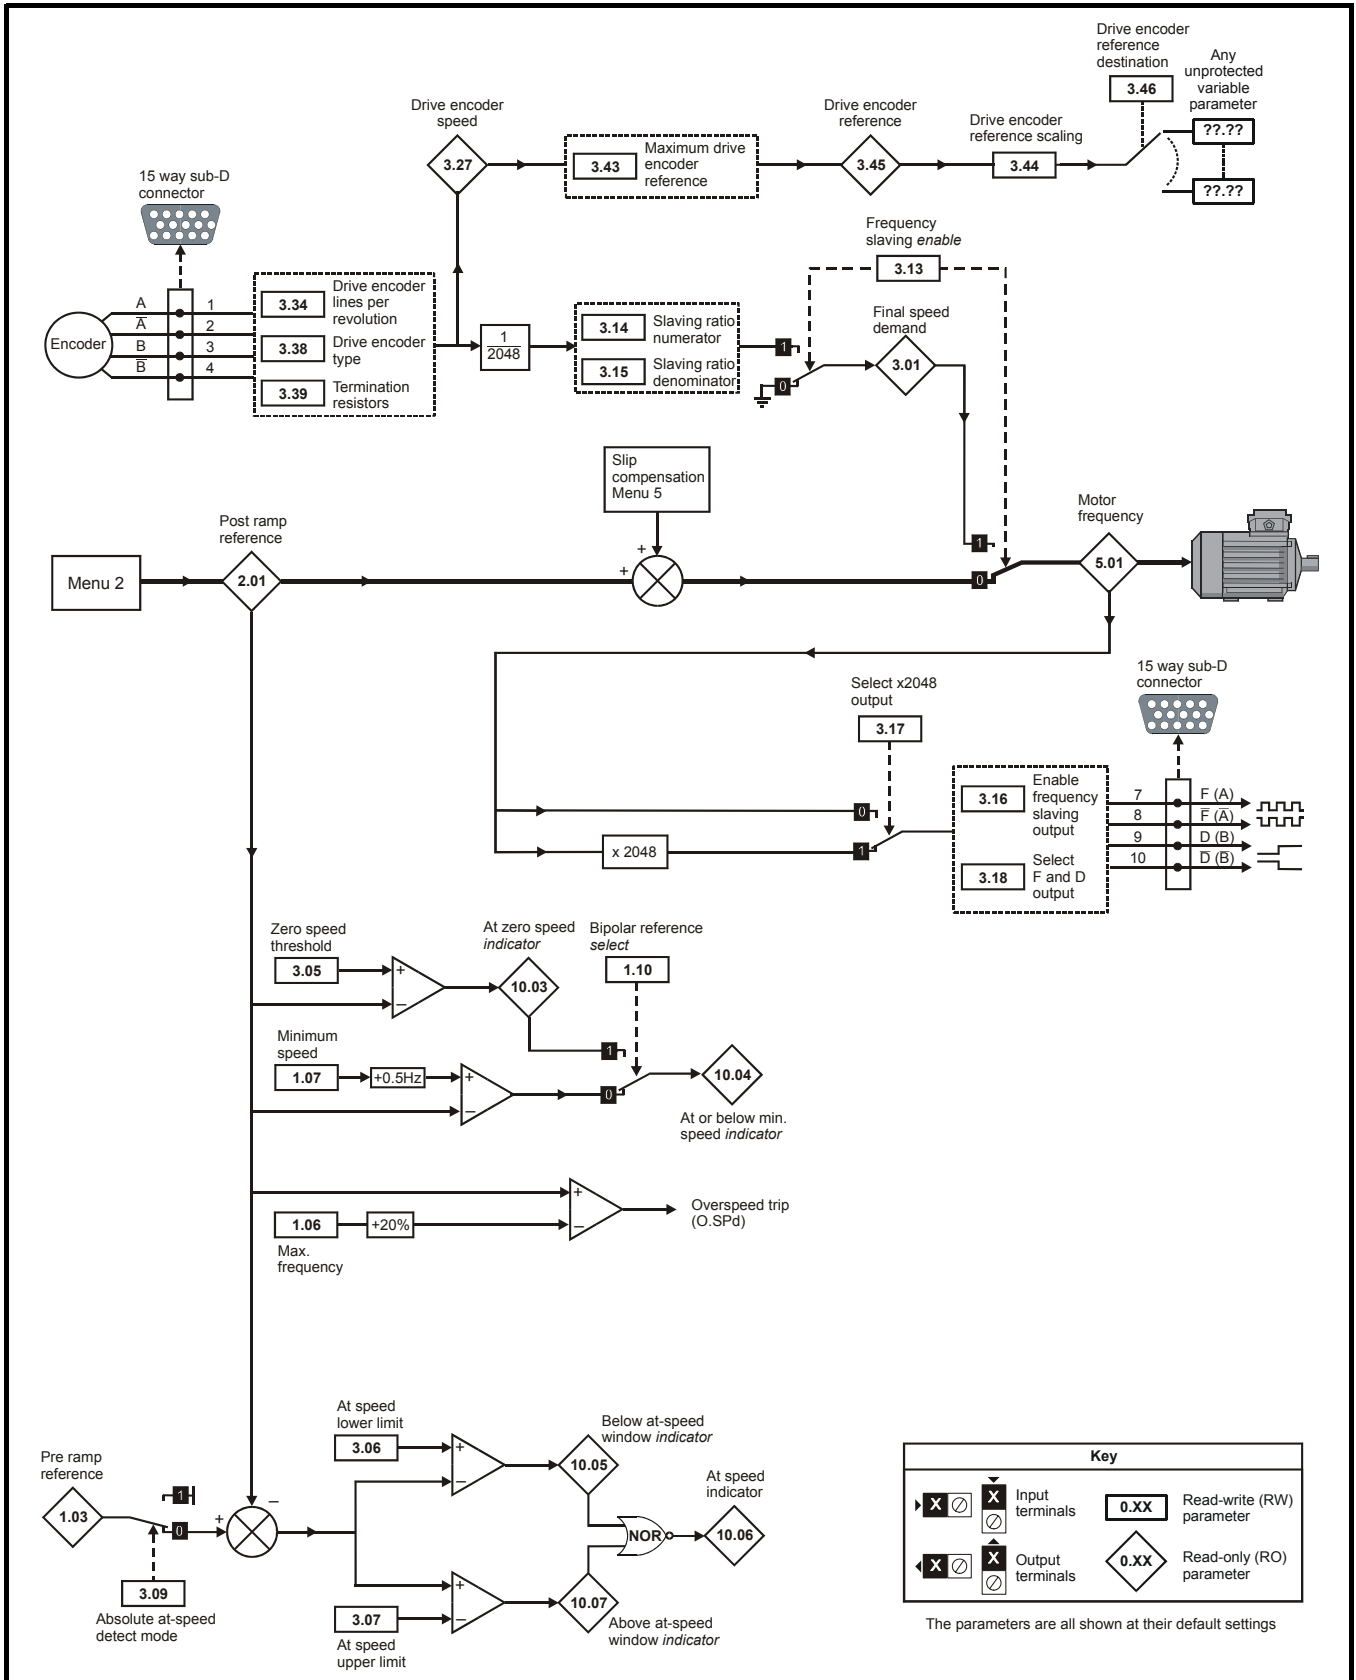 Drive encoder
reference
destination
3.46
Any
unprotected
variable
parameter
??.??
??.??
Drive encoder
speed
3.27
3.43
Maximum drive
encoder
reference
Drive encoder
reference
3.45
Drive encoder
reference scaling
3.44
15 way sub-D
connector
Encoder
A
A̅
B
B̅
1
2
3
4
3.34
Drive encoder
lines per
revolution
3.38
Drive encoder
type
3.39
Termination
resistors
1
2048
3.14
Slaving ratio
numerator
3.15
Slaving ratio
denominator
Frequency
slaving enable
3.13
1
0
Final speed
demand
3.01
Slip
compensation
Menu 5
+
+
Menu 2
Post ramp
reference
2.01
1
0
Motor
frequency
5.01
Select x2048
output
3.17
0
x 2048
1
3.16
Enable
frequency
slaving
output
3.18
Select
F and D
output
15 way sub-D
connector
7
F (A)
8
F̅ (A̅)
9
D (B)
10
D̅ (B̅)
Zero speed
threshold
3.05
+
–
At zero speed
indicator
10.03
Bipolar reference
select
1.10
Minimum
speed
1.07
+0.5Hz
+
–
1
0
10.04
At or below min.
speed indicator
1.06
+20%
Max.
frequency
+
–
Overspeed trip
(O.SPd)
Pre ramp
reference
1.03
1
0
3.09
Absolute at-speed
detect mode
+
–
At speed
lower limit
3.06
+
–
Below at-speed
window indicator
10.05
3.07
At speed
upper limit
+
–
10.07
Above at-speed
window indicator
NOR
At speed
indicator
10.06
Key
X
X
Input
terminals
0.XX
Read-write (RW)
parameter
X
X
Output
terminals
0.XX
Read-only (RO)
parameter
The parameters are all shown at their default settings